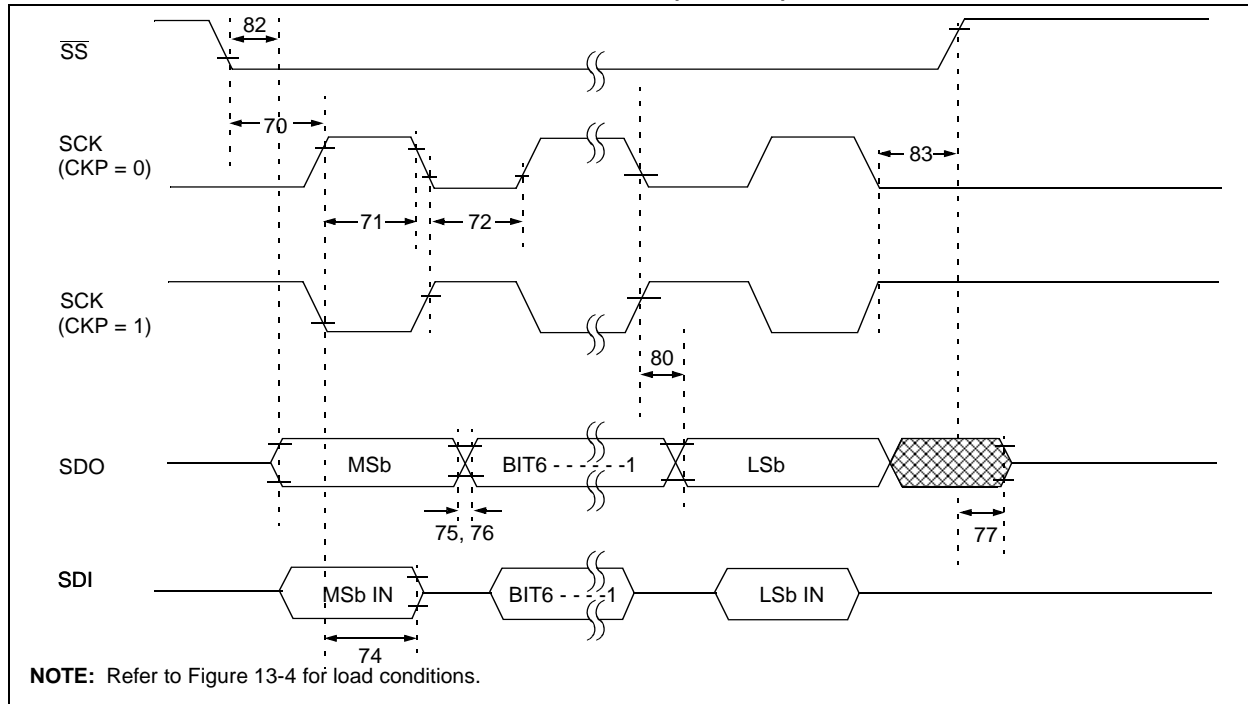 82
SS
70
SCK
(CKP = 0)
83
71
72
SCK
(CKP = 1)
80
SDO
MSb
BIT6 - - - - - -1
LSb
75, 76
77
SDI
MSb IN
BIT6 - - - -1
LSb IN
74
NOTE: Refer to Figure 13-4 for load conditions.